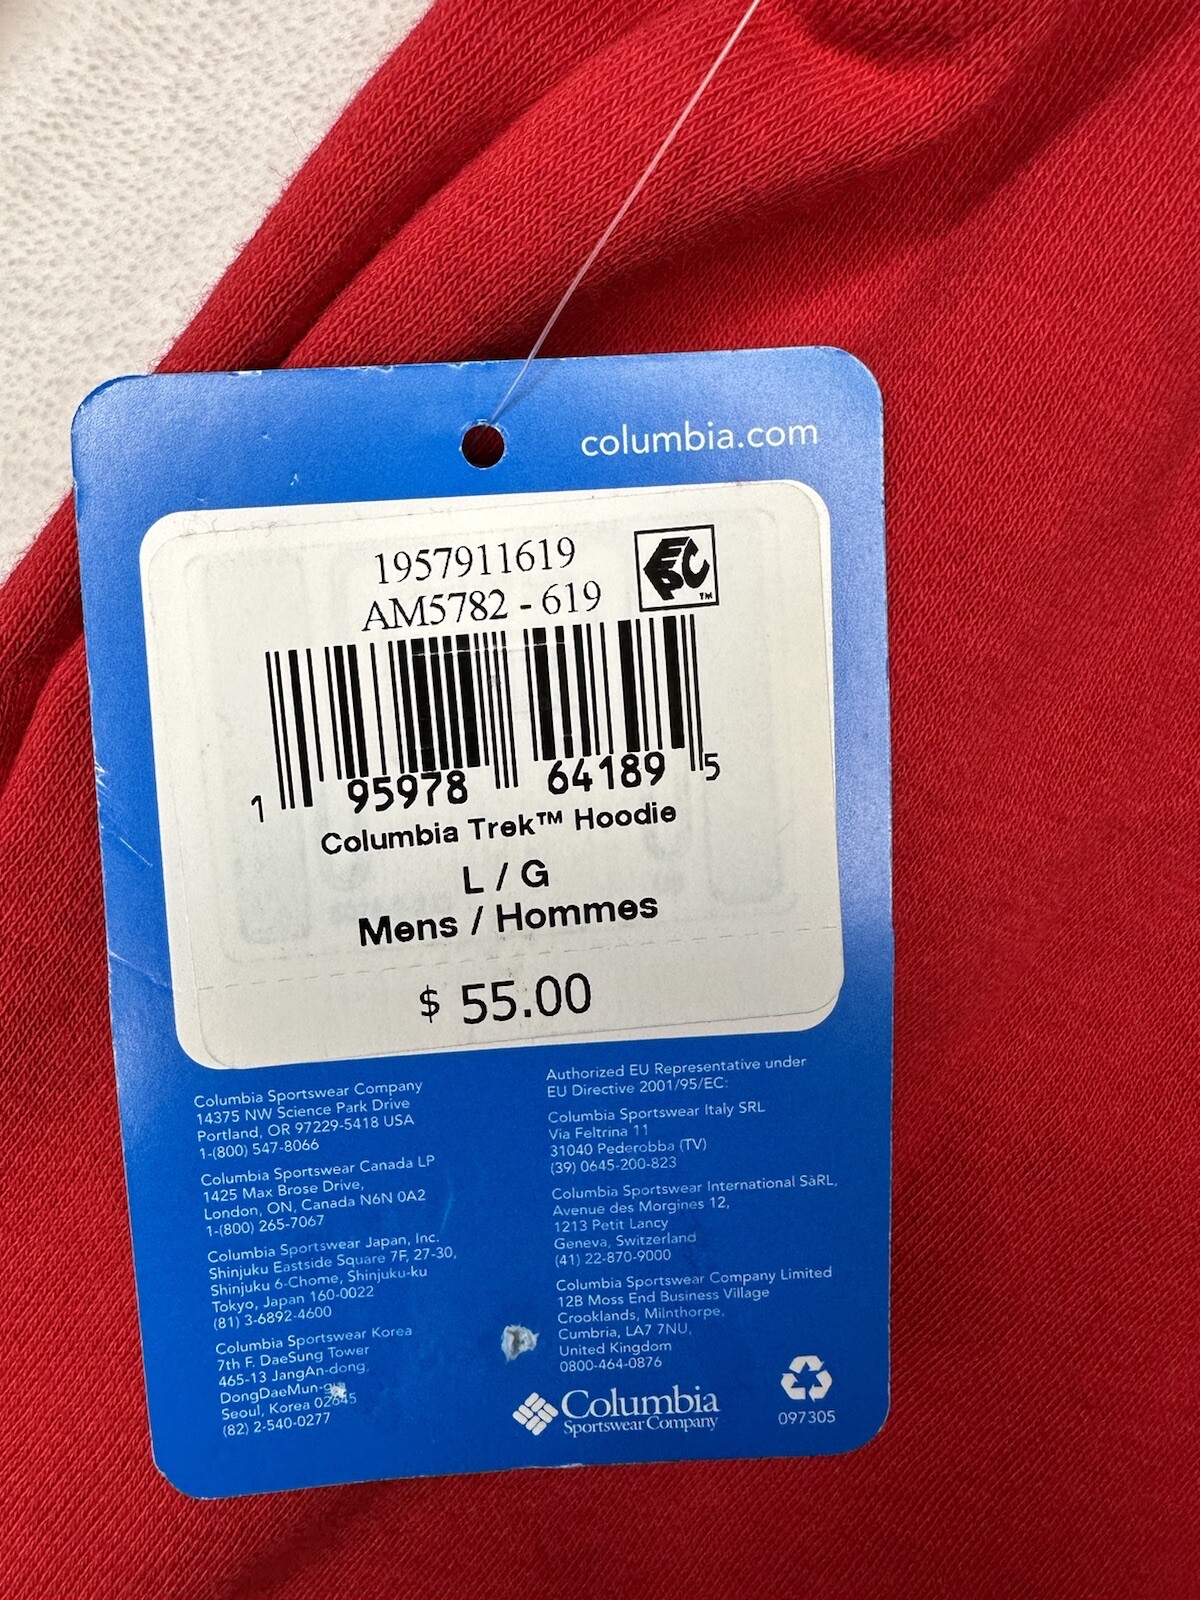 columbia.com
1957911619
AM5782 - 619
EPC™
1 95978 64189 5
Columbia Trek™ Hoodie
L / G
Mens / Hommes
$ 55.00
Columbia Sportswear Company
14375 NW Science Park Drive
Portland, OR 97229-5418 USA
1-(800) 547-8066
Columbia Sportswear Canada LP
1425 Max Brose Drive,
London, ON, Canada N6N 0A2
1-(800) 265-7067
Columbia Sportswear Japan, Inc.
Shinjuku Eastside Square 7F, 27-30,
Shinjuku 6-Chome, Shinjuku-ku
Tokyo, Japan 160-0022
(81) 3-6892-4600
Columbia Sportswear Korea
7th F. DaeSung Tower
465-13 JangAn-dong,
Seoul, Korea 02645
(82) 2-540-0277
Authorized EU Representative under
EU Directive 2001/95/EC:
Columbia Sportswear Italy SRL
Via Feltrina 11
31040 Pederobba (TV)
(39) 0645-200-823
Columbia Sportswear International SàRL,
Avenue des Morgines 12,
1213 Petit Lancy
Geneva, Switzerland
(41) 22-870-9000
Columbia Sportswear Company Limited
12B Moss End Business Village
Crooklands, Milnthorpe,
Cumbria, LA7 7NU,
United Kingdom
0800-464-0876
Columbia
Sportswear Company
097305